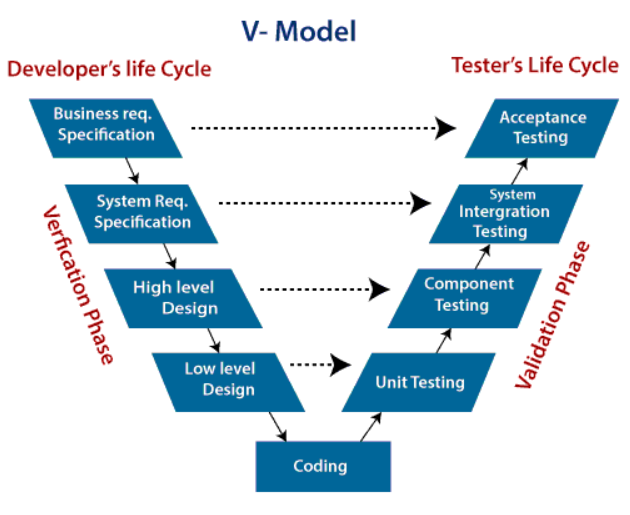 V- Model
Developer's life Cycle
Tester's Life Cycle
Business req.
Specification
Acceptance
Testing
System Req.
Specification
System
Intergration
Testing
Verfication Phase
High level
Design
Component
Testing
Validation Phase
Low level
Design
Unit Testing
Coding